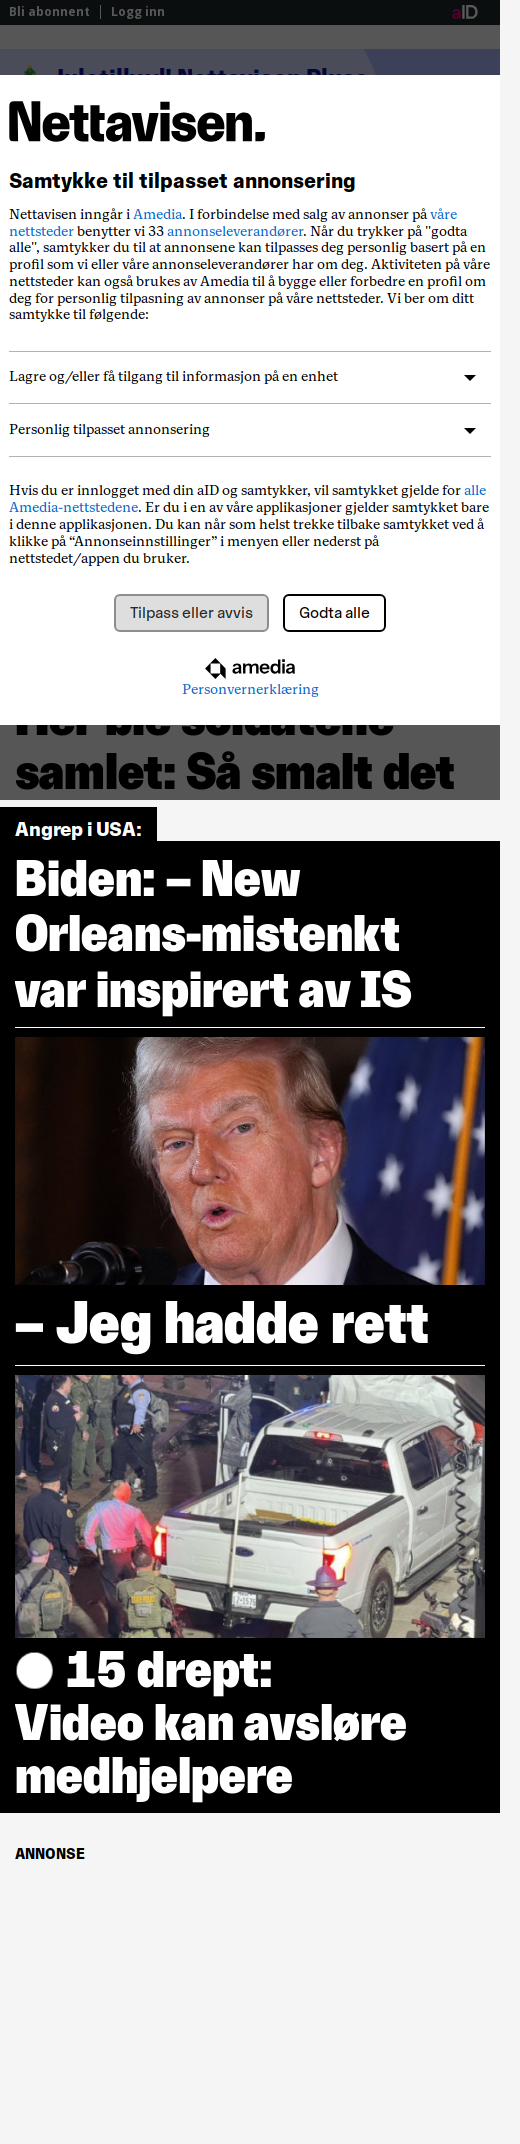 Bli abonnent
Logg inn
aID
Nettavisen.
Samtykke til tilpasset annonsering
Nettavisen inngår i Amedia. I forbindelse med salg av annonser på våre
nettsteder benytter vi 33 annonseleverandører. Når du trykker på "godta
alle", samtykker du til at annonsene kan tilpasses deg personlig basert på en
profil som vi eller våre annonseleverandører har om deg. Aktiviteten på våre
nettsteder kan også brukes av Amedia til å bygge eller forbedre en profil om
deg for personlig tilpasning av annonser på våre nettsteder. Vi ber om ditt
samtykke til følgende:
Lagre og/eller få tilgang til informasjon på en enhet
Personlig tilpasset annonsering
Hvis du er innlogget med din aID og samtykker, vil samtykket gjelde for alle
Amedia-nettstedene. Er du i en av våre applikasjoner gjelder samtykket bare
i denne applikasjonen. Du kan når som helst trekke tilbake samtykket ved å
klikke på “Annonseinnstillinger” i menyen eller nederst på
nettstedet/appen du bruker.
Tilpass eller avvis
Godta alle
amedia
Personvernerklæring
Her ble soldatene
samlet: Så smalt det
Angrep i USA:
Biden: – New
Orleans-mistenkt
var inspirert av IS
– Jeg hadde rett
15 drept:
Video kan avsløre
medhjelpere
ANNONSE